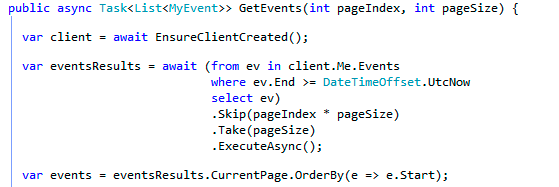 public async Task<List<MyEvent>> GetEvents(int pageIndex, int pageSize) {
var client = await EnsureClientCreated();
var eventsResults = await (from ev in client.Me.Events
where ev.End >= DateTimeOffset.UtcNow
select ev)
.Skip(pageIndex * pageSize)
.Take(pageSize)
.ExecuteAsync();
var events = eventsResults.CurrentPage.OrderBy(e => e.Start);